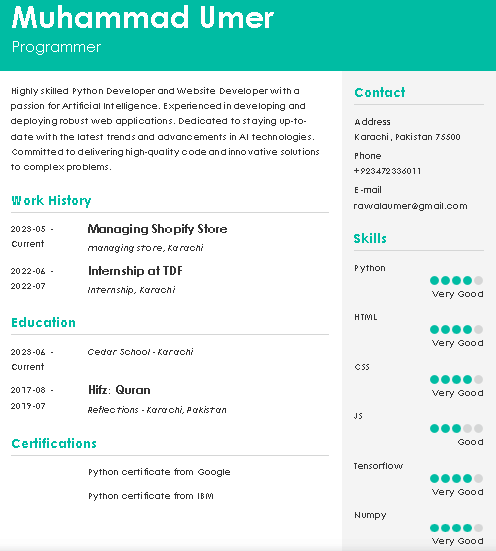 Muhammad Umer
Programmer
Highly skilled Python Developer and Website Developer with a
passion for Artificial Intelligence. Experienced in developing and
deploying robust web applications. Dedicated to staying up-to-
date with the latest trends and advancements in AI technologies.
Committed to delivering high-quality code and innovative solutions
to complex problems.
Work History
2023-05 -
Current
Managing Shopify Store
managing store, Karachi
2022-06 -
2022-07
Internship at TDF
Internship, Karachi
Education
2023-06 -
Current
Cedar School - Karachi
2017-08 -
2019-07
Hifz: Quran
Reflections - Karachi, Pakistan
Certifications
Python certificate from Google
Python certificate from IBM
Contact
Address
Karachi, Pakistan 75500
Phone
+923472336011
E-mail
rawalaumer@gmail.com
Skills
Python
Very Good
HTML
Very Good
CSS
Very Good
JS
Good
Tensorflow
Very Good
Numpy
Very Good